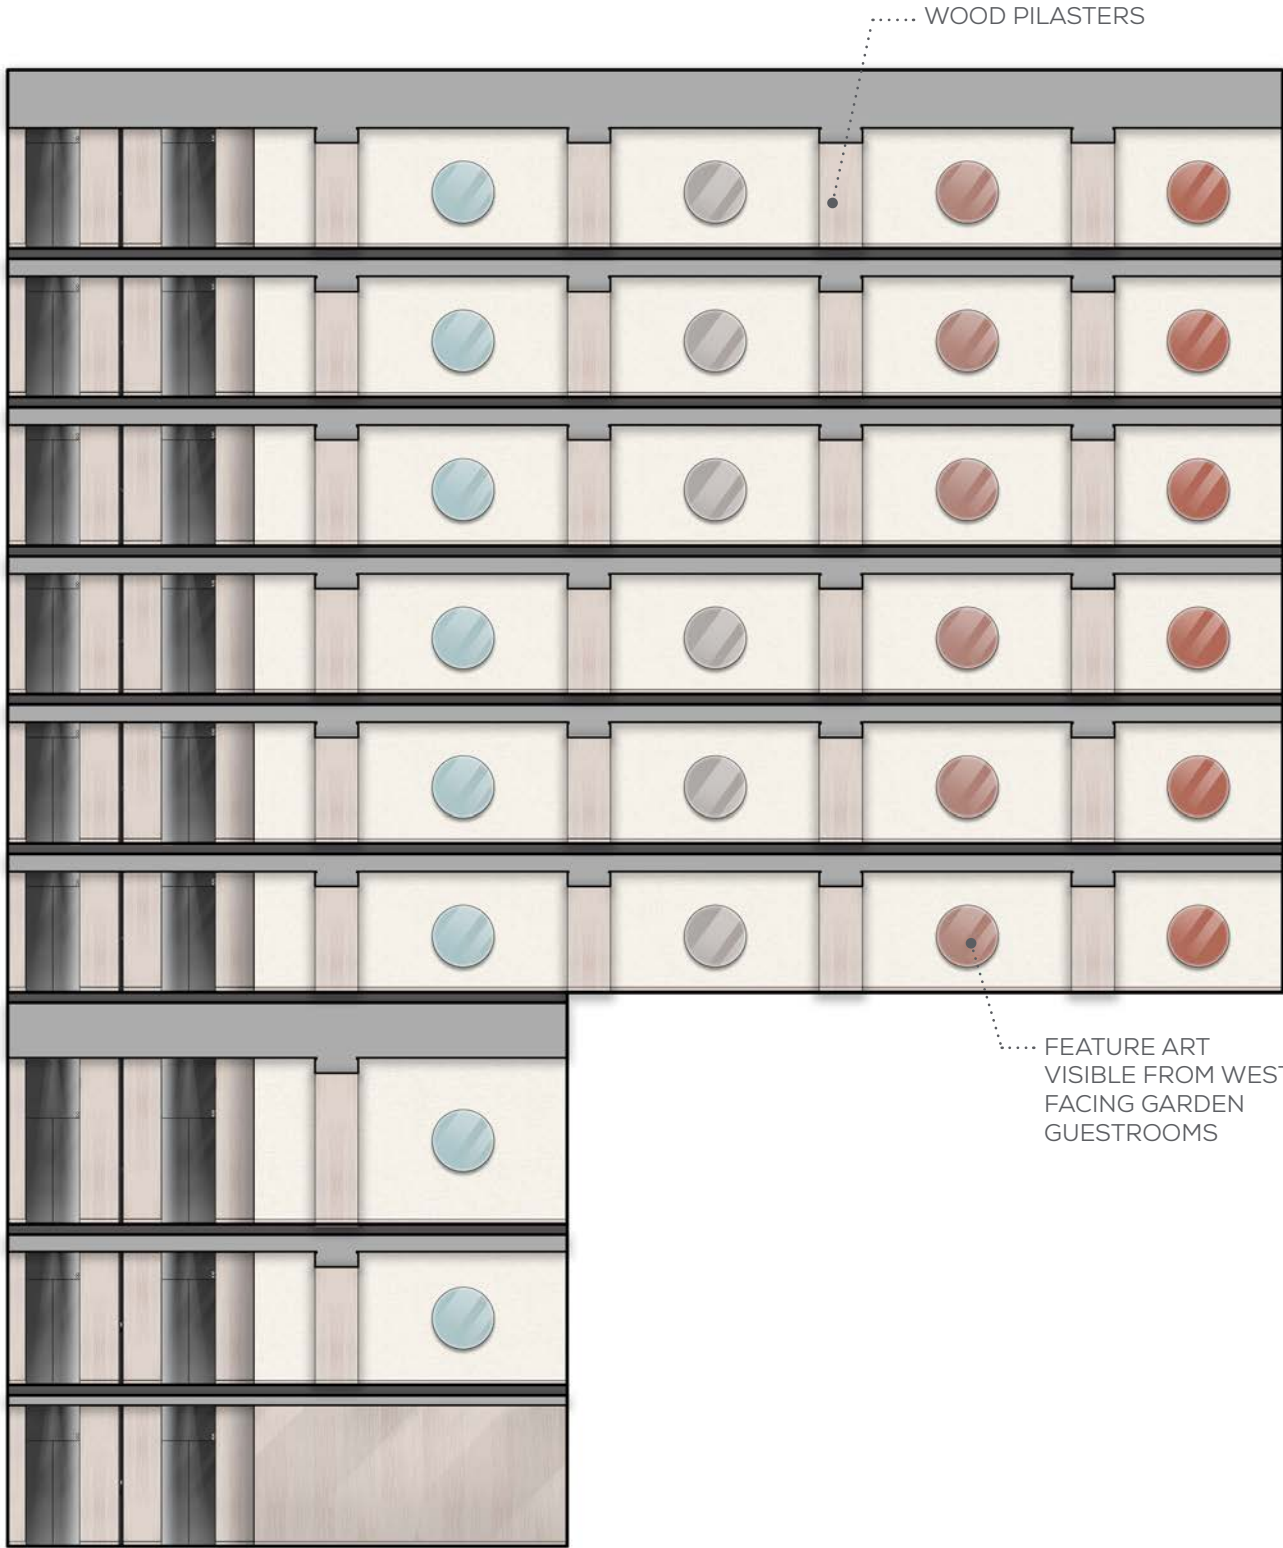 WOOD PILASTERS
FEATURE ART
VISIBLE FROM WEST
FACING GARDEN
GUESTROOMS